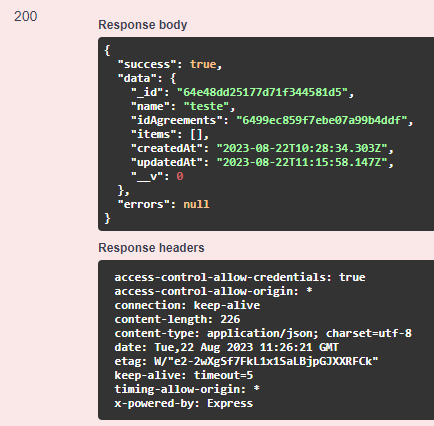 200
Response body
{
  "success": true,
  "data": {
    "_id": "64e48dd25177d71f344581d5",
    "name": "teste",
    "idAgreements": "6499ec859f7ebe07a99b4ddf",
    "items": [],
    "createdAt": "2023-08-22T10:28:34.303Z",
    "updatedAt": "2023-08-22T11:15:58.147Z",
    "__v": 0
  },
  "errors": null
}
Response headers
access-control-allow-credentials: true
access-control-allow-origin: *
connection: keep-alive
content-length: 226
content-type: application/json; charset=utf-8
date: Tue,22 Aug 2023 11:26:21 GMT
etag: W/"e2-2wXgSf7FkL1x1SaLBjpGJXXRFCk"
keep-alive: timeout=5
timing-allow-origin: *
x-powered-by: Express